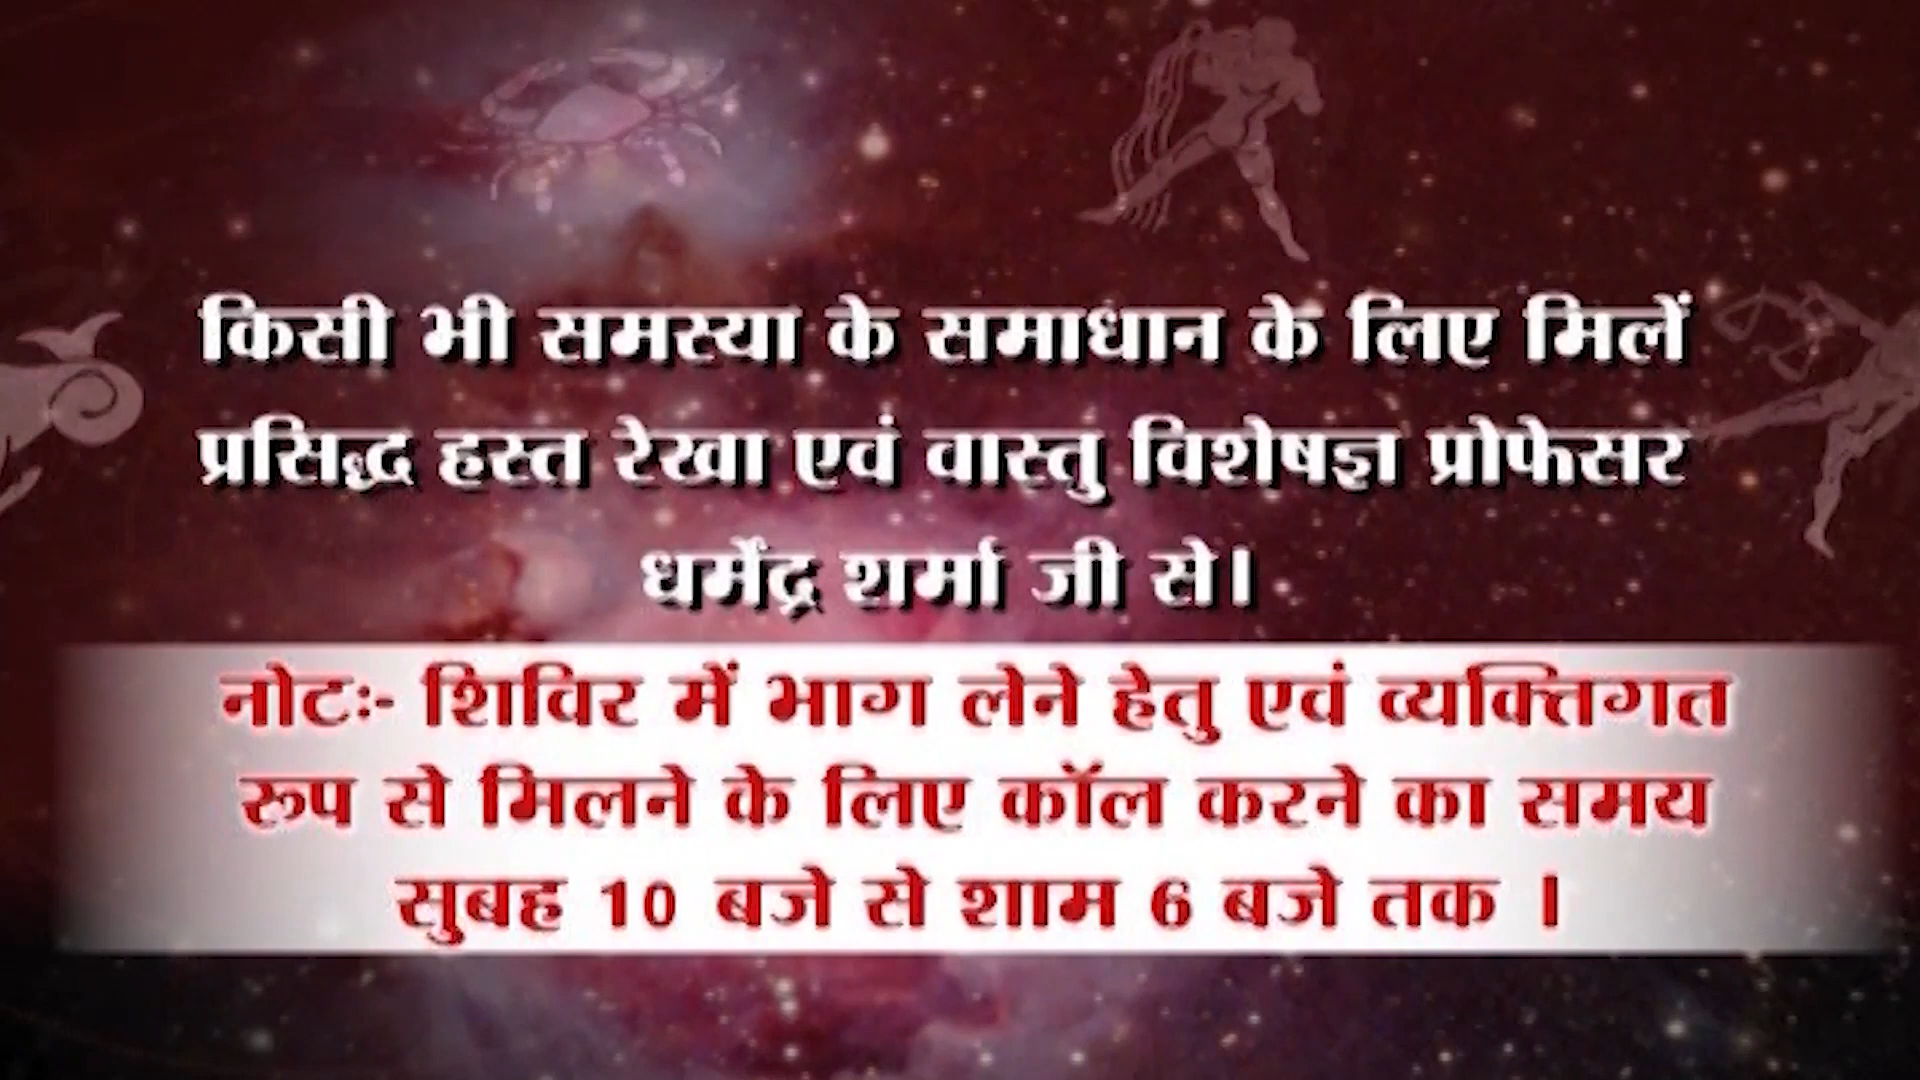 किसी भी समस्या के समाधान के लिए मिलें
प्रसिद्ध हस्त रेखा एवं वास्तु विशेषज्ञ प्रोफेसर
धर्मेंद्र शर्मा जी से।
नोटः- शिविर में भाग लेने हेतु एवं व्यक्तिगत
रूप से मिलने के लिए कॉल करने का समय
सुबह 10 बजे से शाम 6 बजे तक ।